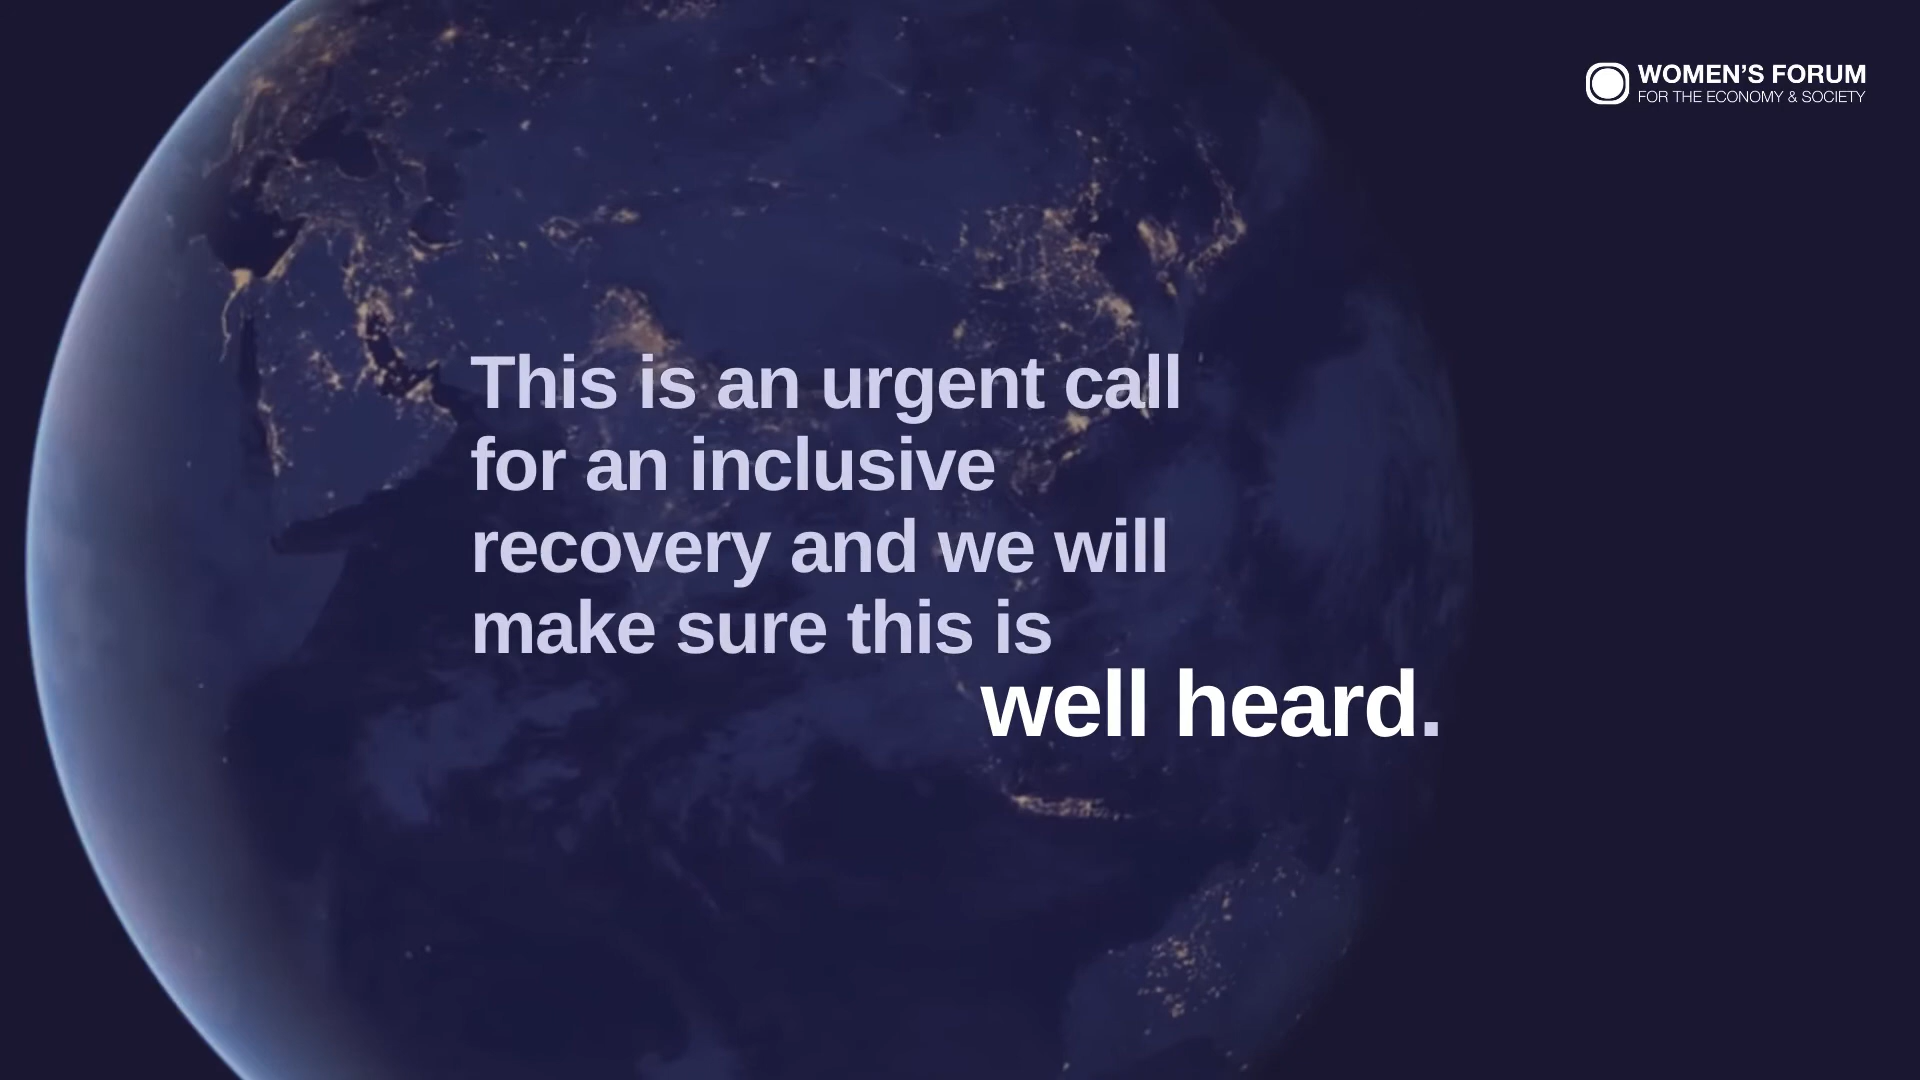 WOMEN’S FORUM
FOR THE ECONOMY & SOCIETY
This is an urgent call
for an inclusive
recovery and we will
make sure this is
well heard.